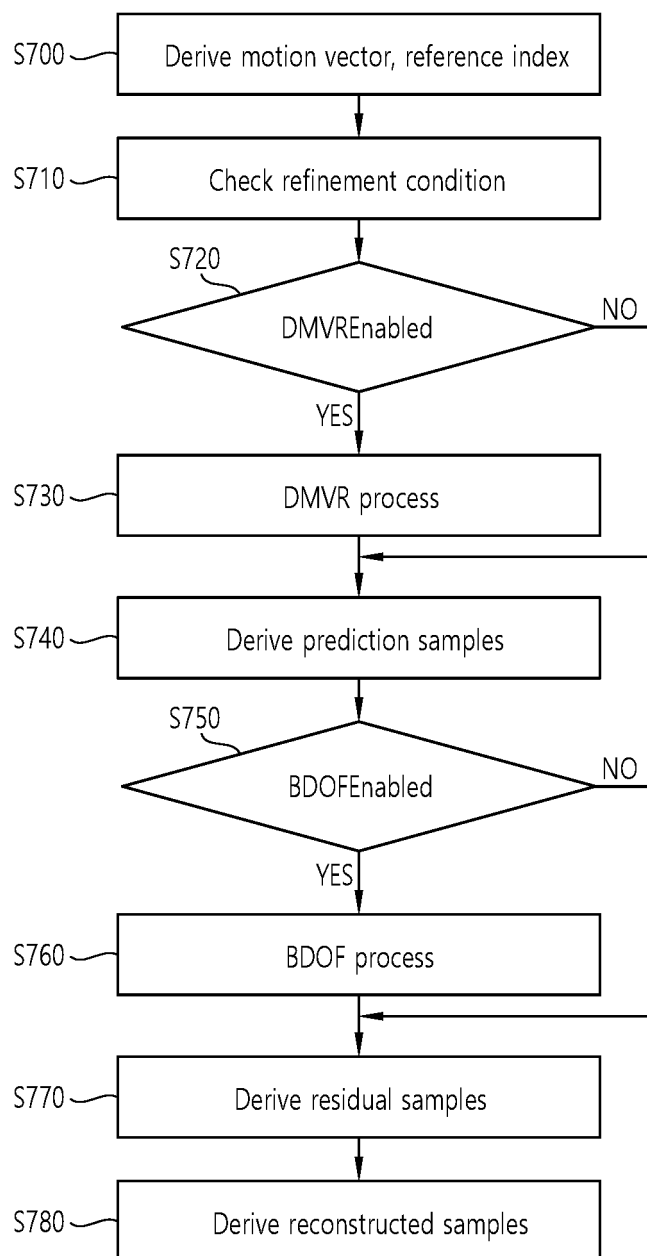 S700
Derive motion vector, reference index
S710
Check refinement condition
S720
DMVREnabled
NO
YES
S730
DMVR process
S740
Derive prediction samples
S750
BDOFEnabled
NO
YES
S760
BDOF process
S770
Derive residual samples
S780
Derive reconstructed samples